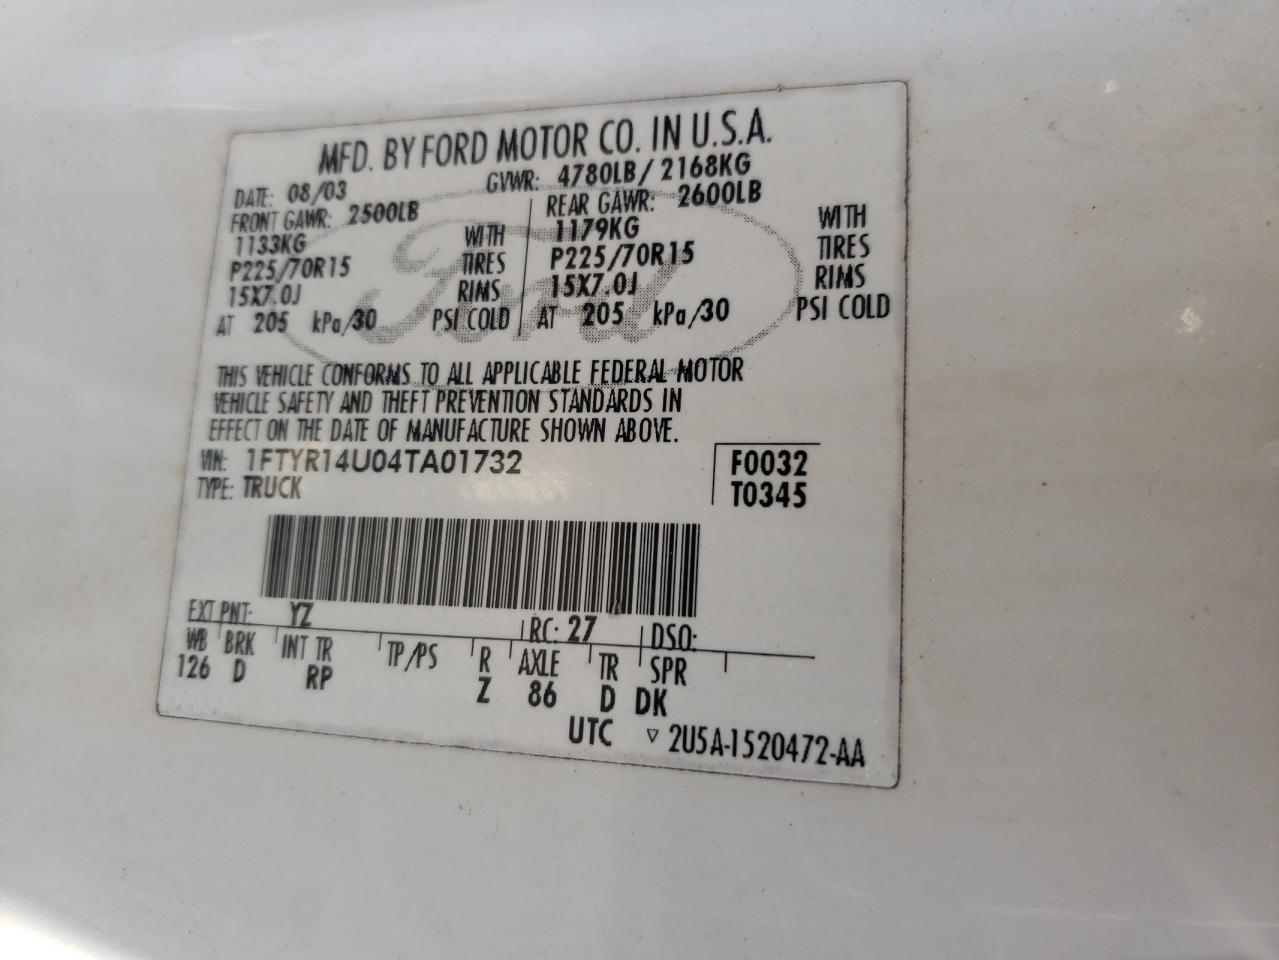 MFD. BY FORD MOTOR CO. IN U.S.A.
DATE: 08/03 GVWR: 4780LB/ 2168KG
FRONT GAWR: 2500LB REAR GAWR: 2600LB
1133KG WITH 1179KG WITH
P225/70R15 TIRES P225/70R15 TIRES
15X7.0J RIMS 15X7.0J RIMS
AT 205 kPa/30 PSI COLD AT 205 kPa/30 PSI COLD
Ford
THIS VEHICLE CONFORMS TO ALL APPLICABLE FEDERAL MOTOR
VEHICLE SAFETY AND THEFT PREVENTION STANDARDS IN
EFFECT ON THE DATE OF MANUFACTURE SHOWN ABOVE.
VIN: 1FTYR14U04TA01732 F0032
TYPE: TRUCK T0345
EXT PNT: YZ RC: 27 DSO:
WB BRK INT TR TP/PS R AXLE TR SPR
126 D RP Z 86 D DK
UTC ▽ 2U5A-1520472-AA